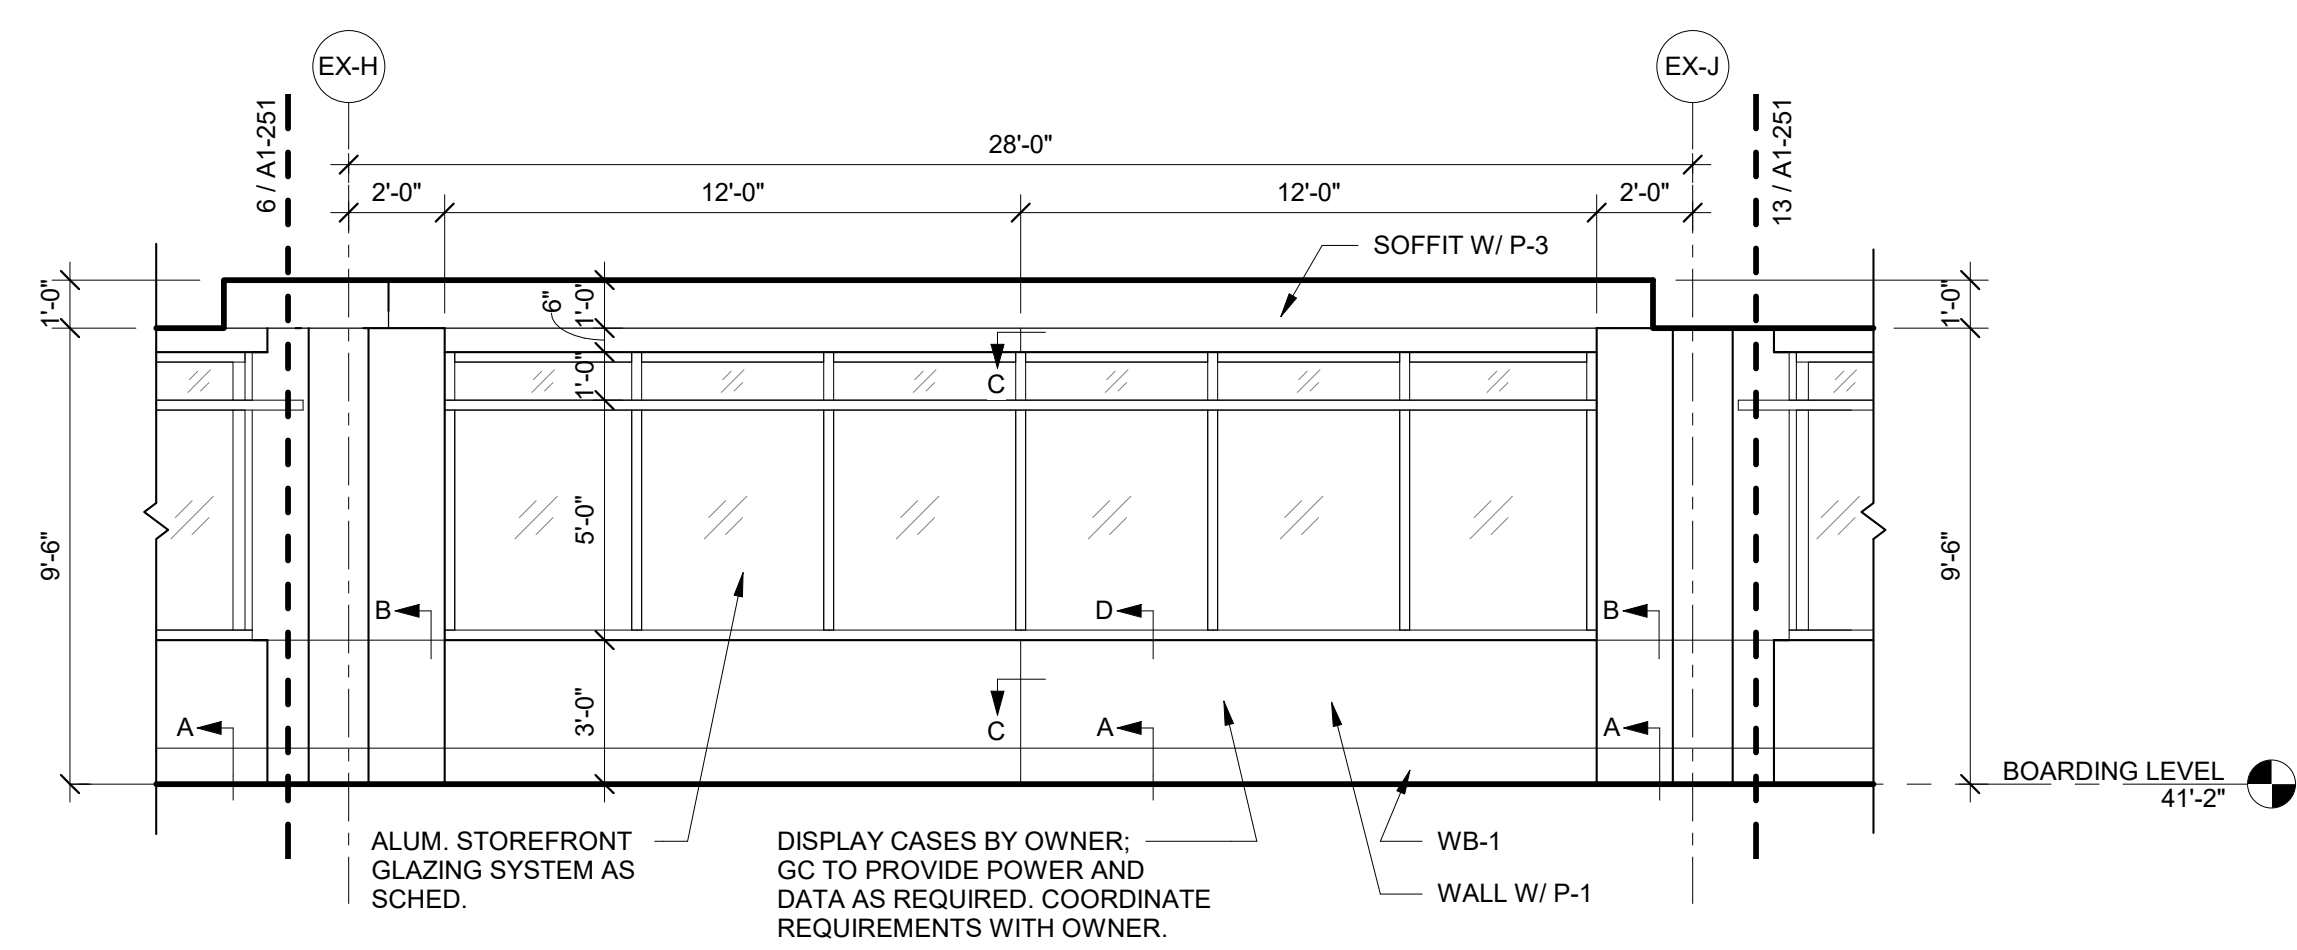 EX-H
EX-J
6 / A1-251
13 / A1-251
28'-0"
2'-0"
12'-0"
12'-0"
2'-0"
SOFFIT W/ P-3
1'-0"
6"
1'-0"
1'-0"
1'-0"
C
9'-6"
5'-0"
9'-6"
B
D
B
3'-0"
A
C
A
A
BOARDING LEVEL
41'-2"
ALUM. STOREFRONT
GLAZING SYSTEM AS
SCHED.
DISPLAY CASES BY OWNER;
GC TO PROVIDE POWER AND
DATA AS REQUIRED. COORDINATE
REQUIREMENTS WITH OWNER.
WB-1
WALL W/ P-1